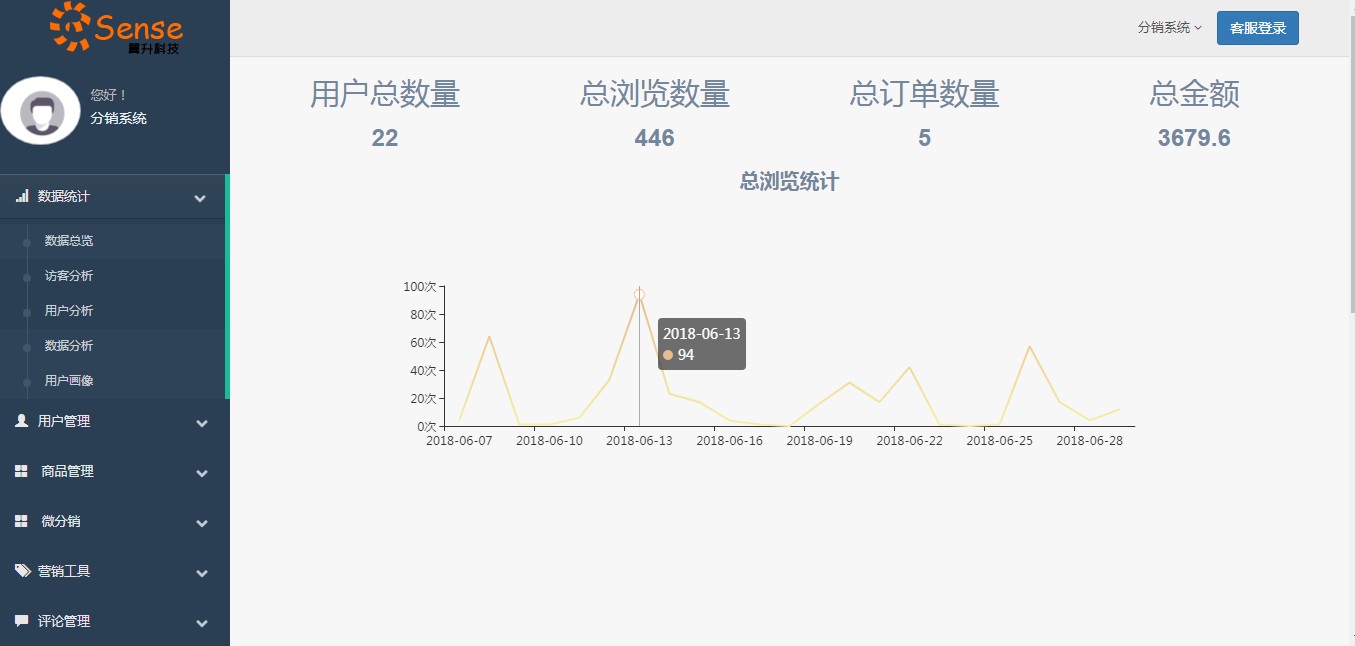 Sense
翼升科技
您好！
分销系统
数据统计
数据总览
访客分析
用户分析
数据分析
用户画像
用户管理
商品管理
微分销
营销工具
评论管理
分销系统
客服登录
用户总数量
22
总浏览数量
446
总订单数量
5
总金额
3679.6
总浏览统计
100次
80次
60次
40次
20次
0次
2018-06-13
94
2018-06-07 2018-06-10 2018-06-13 2018-06-16 2018-06-19 2018-06-22 2018-06-25 2018-06-28